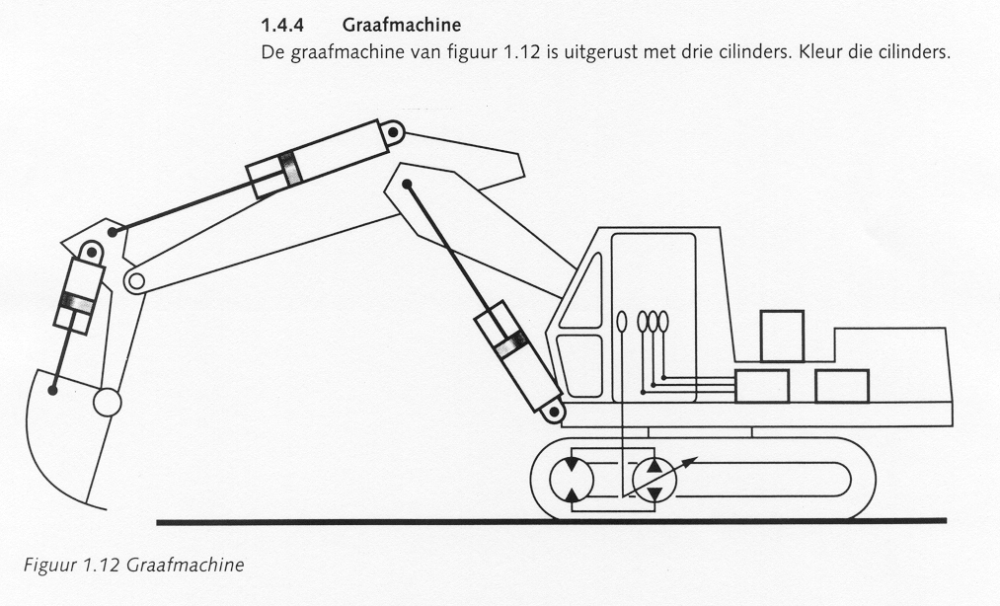 1.4.4 Graafmachine
De graafmachine van figuur 1.12 is uitgerust met drie cilinders. Kleur die cilinders.
Figuur 1.12 Graafmachine